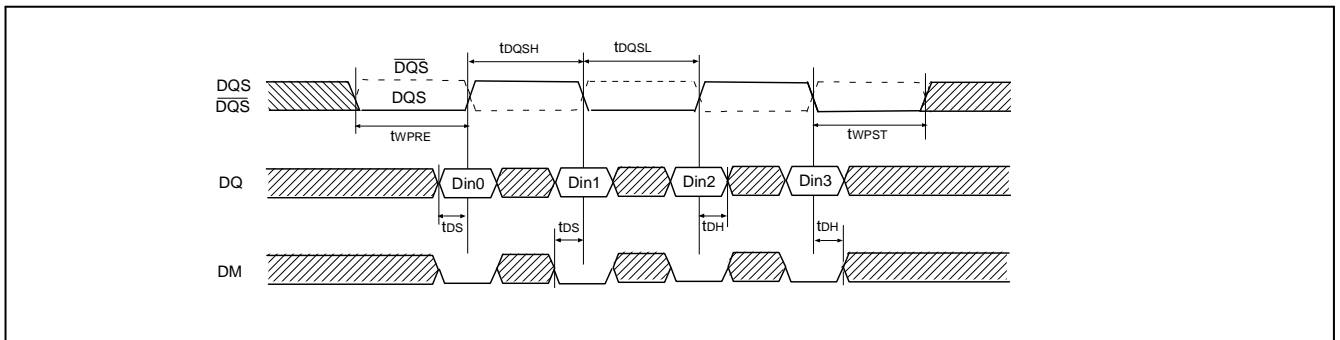 tDQSH tDQSL
DQS
DQS
DQS
DQS
tWPRE tWPST
DQ Din0 Din1 Din2 Din3
tDS tDS tDH tDH
DM